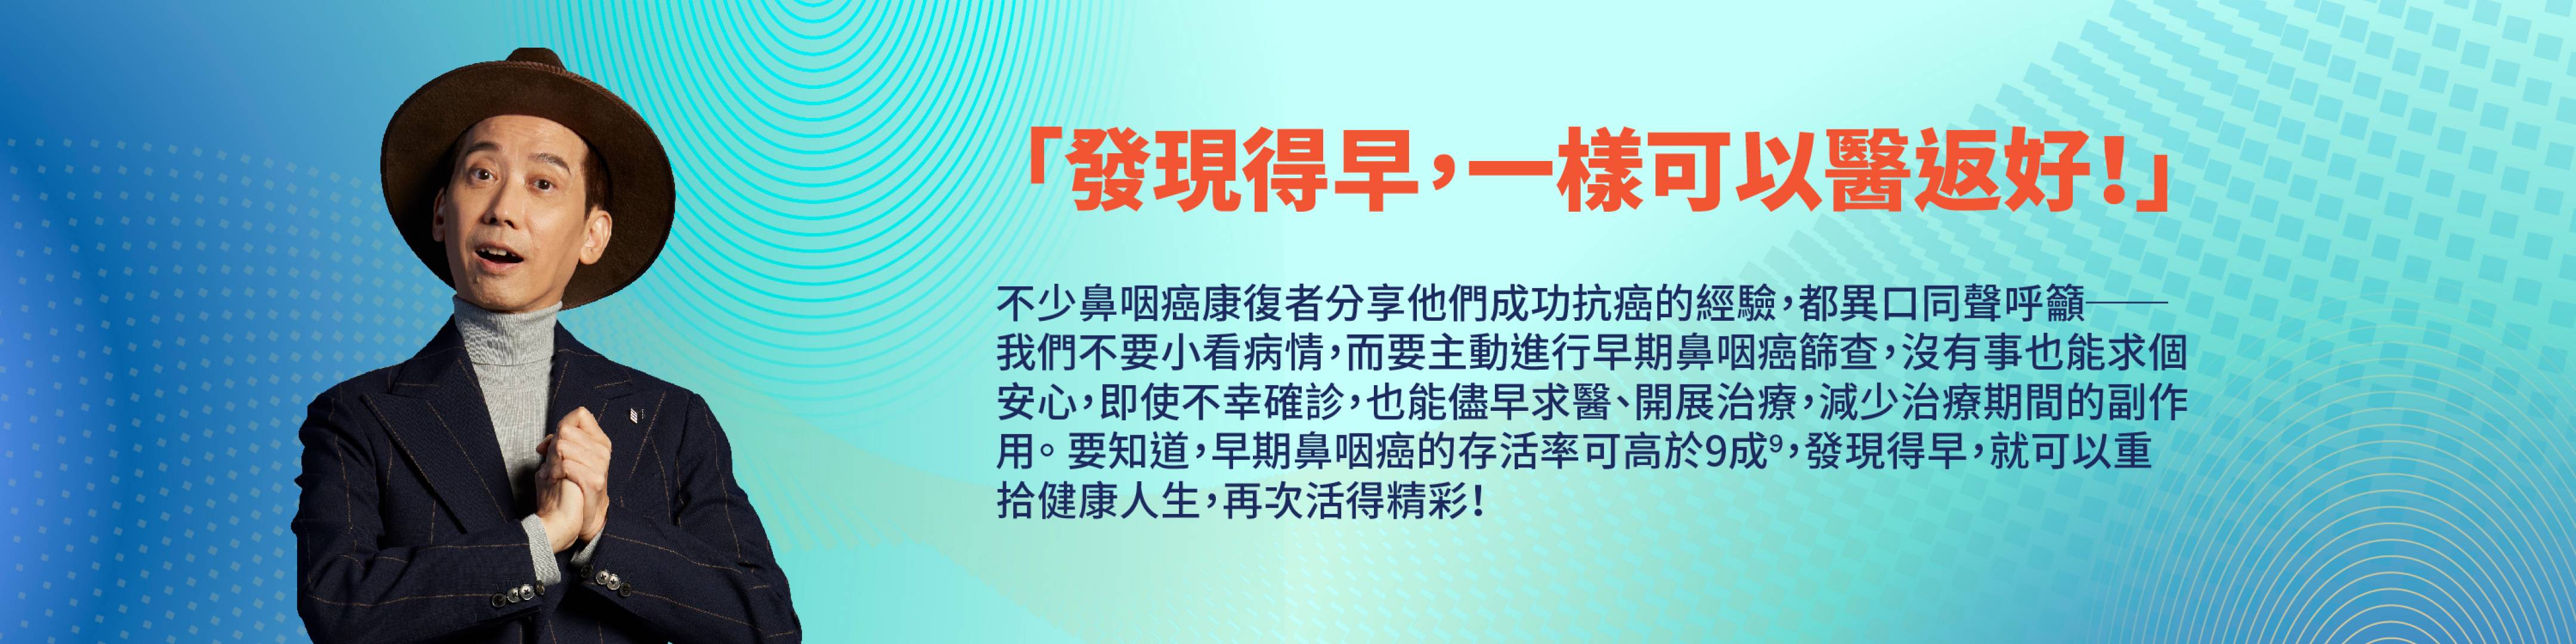 「發現得早，一樣可以醫返好！」
不少鼻咽癌康復者分享他們成功抗癌的經驗，都異口同聲呼籲——
我們不要小看病情，而要主動進行早期鼻咽癌篩查，沒有事也能求個
安心，即使不幸確診，也能儘早求醫、開展治療，減少治療期間的副作
用。要知道，早期鼻咽癌的存活率可高於9成⁹，發現得早，就可以重
拾健康人生，再次活得精彩！